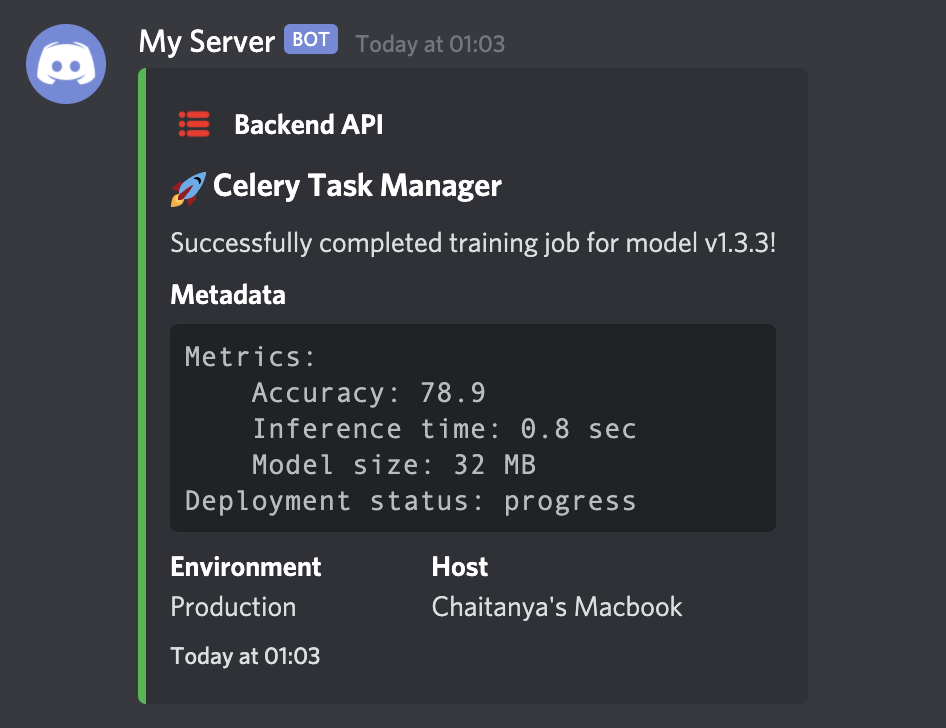 My Server BOT Today at 01:03
Backend API
🚀 Celery Task Manager
Successfully completed training job for model v1.3.3!
Metadata
Metrics:
    Accuracy: 78.9
    Inference time: 0.8 sec
    Model size: 32 MB
Deployment status: progress
Environment Host
Production Chaitanya's Macbook
Today at 01:03